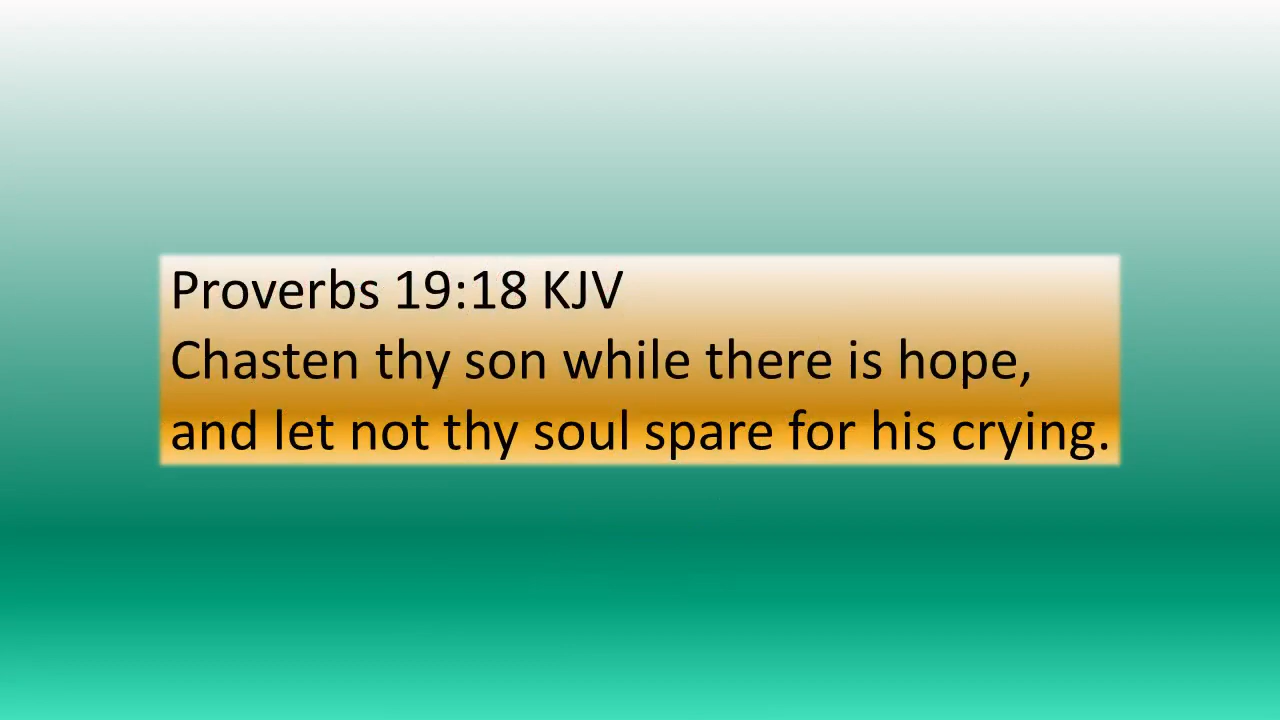 Proverbs 19:18 KJV
Chasten thy son while there is hope,
and let not thy soul spare for his crying.